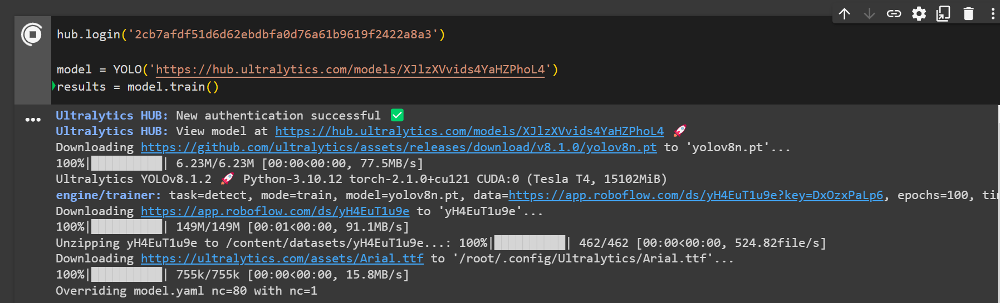 hub.login('2cb7afdf51d6d62ebdbfa0d76a61b9619f2422a8a3')
model = YOLO('https://hub.ultralytics.com/models/XJlzXVvids4YaHZPhoL4')
results = model.train()
Ultralytics HUB: New authentication successful ✅
Ultralytics HUB: View model at https://hub.ultralytics.com/models/XJlzXVvids4YaHZPhoL4 🚀
Downloading https://github.com/ultralytics/assets/releases/download/v8.1.0/yolov8n.pt to 'yolov8n.pt'...
100%|██████████| 6.23M/6.23M [00:00<00:00, 77.5MB/s]
Ultralytics YOLOv8.1.2 🚀 Python-3.10.12 torch-2.1.0+cu121 CUDA:0 (Tesla T4, 15102MiB)
engine/trainer: task=detect, mode=train, model=yolov8n.pt, data=https://app.roboflow.com/ds/yH4EuT1u9e?key=DxOzxPaLp6, epochs=100, tim
Downloading https://app.roboflow.com/ds/yH4EuT1u9e to 'yH4EuT1u9e'...
100%|██████████| 149M/149M [00:01<00:00, 91.1MB/s]
Unzipping yH4EuT1u9e to /content/datasets/yH4EuT1u9e...: 100%|██████████| 462/462 [00:00<00:00, 524.82file/s]
Downloading https://ultralytics.com/assets/Arial.ttf to '/root/.config/Ultralytics/Arial.ttf'...
100%|██████████| 755k/755k [00:00<00:00, 15.8MB/s]
Overriding model.yaml nc=80 with nc=1